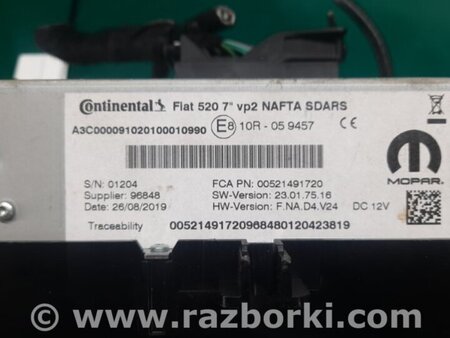 Continental Fiat 520 7" vp2 NAFTA SDARS
A3C0000091020100010990 E8 10R - 05 9457 CE
S/N: 01204 FCA PN: 00521491720
Supplier: 96848 SW-Version: 23.01.75.16
Date: 26/08/2019 HW-Version: F.NA.D4.V24 DC 12V
MOPAR
Traceability 00521491720968480120423819
www.razborki.com